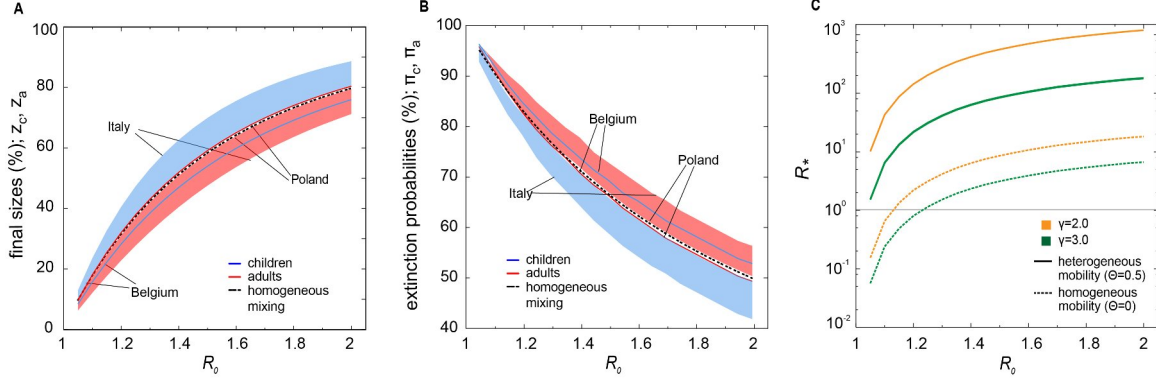 A
final sizes (%); z_c, z_a
100
80
60
40
20
0
Italy
Poland
Belgium
children
adults
homogeneous
mixing
1
1.2
1.4
1.6
1.8
2
R_0
B
extinction probabilities (%); π_c, π_a
100
90
80
70
60
50
40
Belgium
Poland
Italy
children
adults
homogeneous
mixing
1
1.2
1.4
1.6
1.8
2
R_0
C
R_*
10^3
10^2
10^1
10^0
10^-1
10^-2
γ=2.0
γ=3.0
heterogeneous
mobility (Θ=0.5)
homogeneous
mobility (Θ=0)
1
1.2
1.4
1.6
1.8
2
R_0